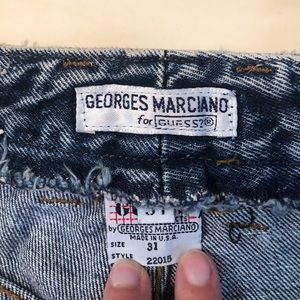 GEORGES MARCIANO
for GUESS?®
by GEORGES MARCIANO
MADE IN U.S.A.
SIZE 31
STYLE 22015